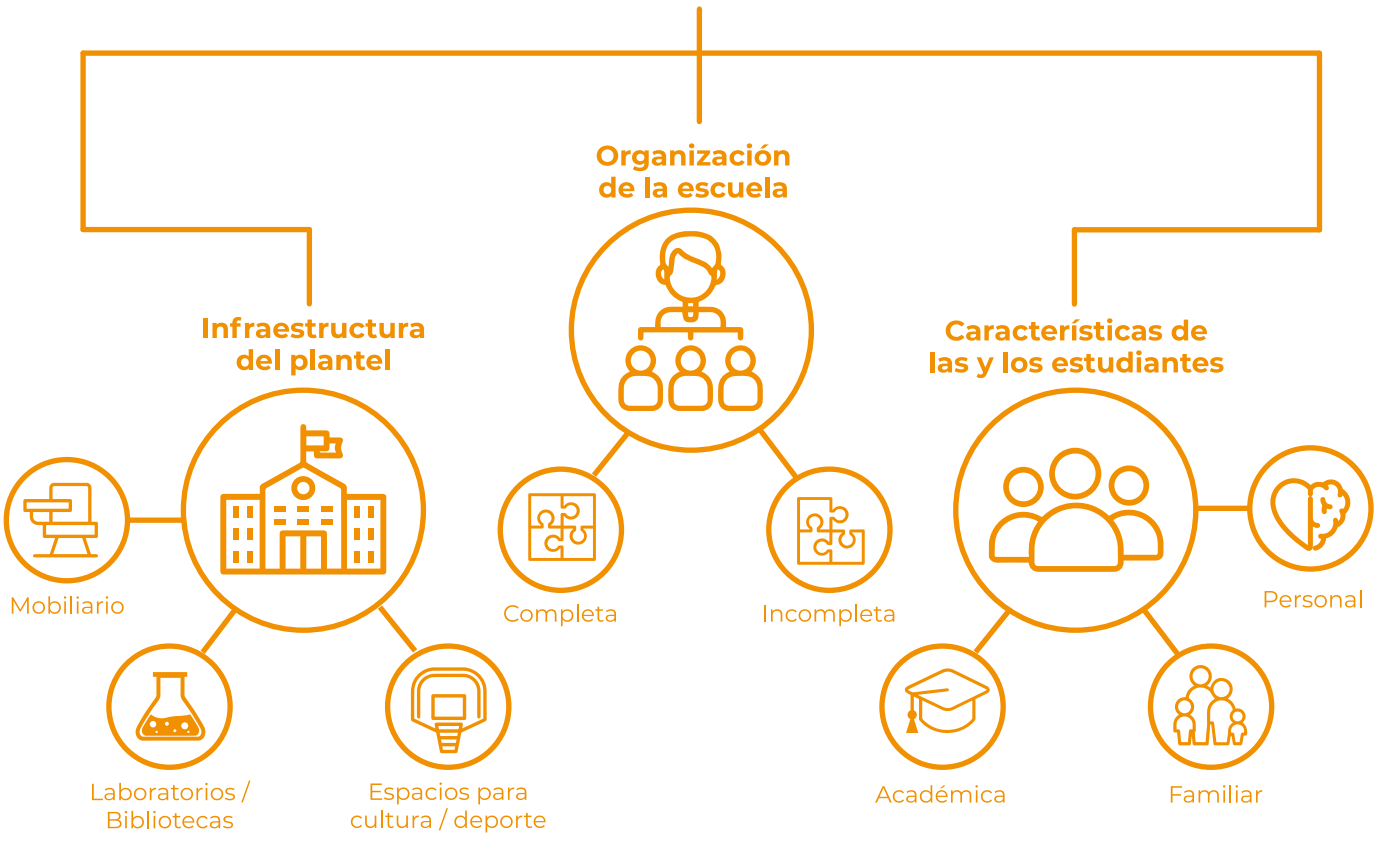 Organización
de la escuela
Infraestructura
del plantel
Características de
las y los estudiantes
Mobiliario
Completa
Incompleta
Personal
Laboratorios /
Bibliotecas
Espacios para
cultura / deporte
Académica
Familiar